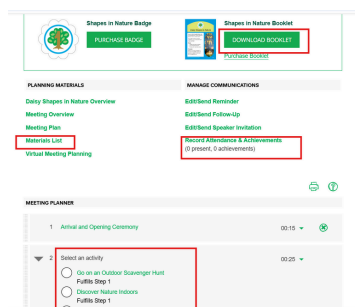 Shapes in Nature Badge
PURCHASE BADGE
Shapes in Nature Booklet
DOWNLOAD BOOKLET
Purchase Booklet
PLANNING MATERIALS
Daisy Shapes in Nature Overview
Meeting Overview
Meeting Plan
Materials List
Virtual Meeting Planning
MANAGE COMMUNICATIONS
Edit/Send Reminder
Edit/Send Follow-Up
Edit/Send Speaker Invitation
Record Attendance & Achievements
(0 present, 0 achievements)
MEETING PLANNER
1 Arrival and Opening Ceremony 00:15
2 Select an activity 00:25
Go on an Outdoor Scavenger Hunt
Fulfills Step 1
Discover Nature Indoors
Fulfills Step 1